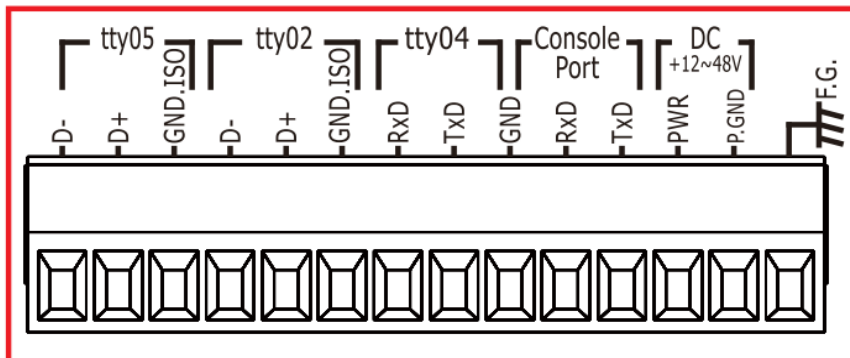 tty05
tty02
tty04
Console
Port
DC
+12~48V
D-
D+
GND.ISO
D-
D+
GND.ISO
RxD
TxD
GND
RxD
TxD
PWR
P.GND
F.G.